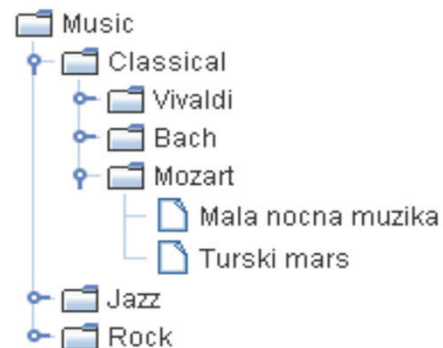 Music
Classical
Vivaldi
Bach
Mozart
Mala nocna muzika
Turski mars
Jazz
Rock